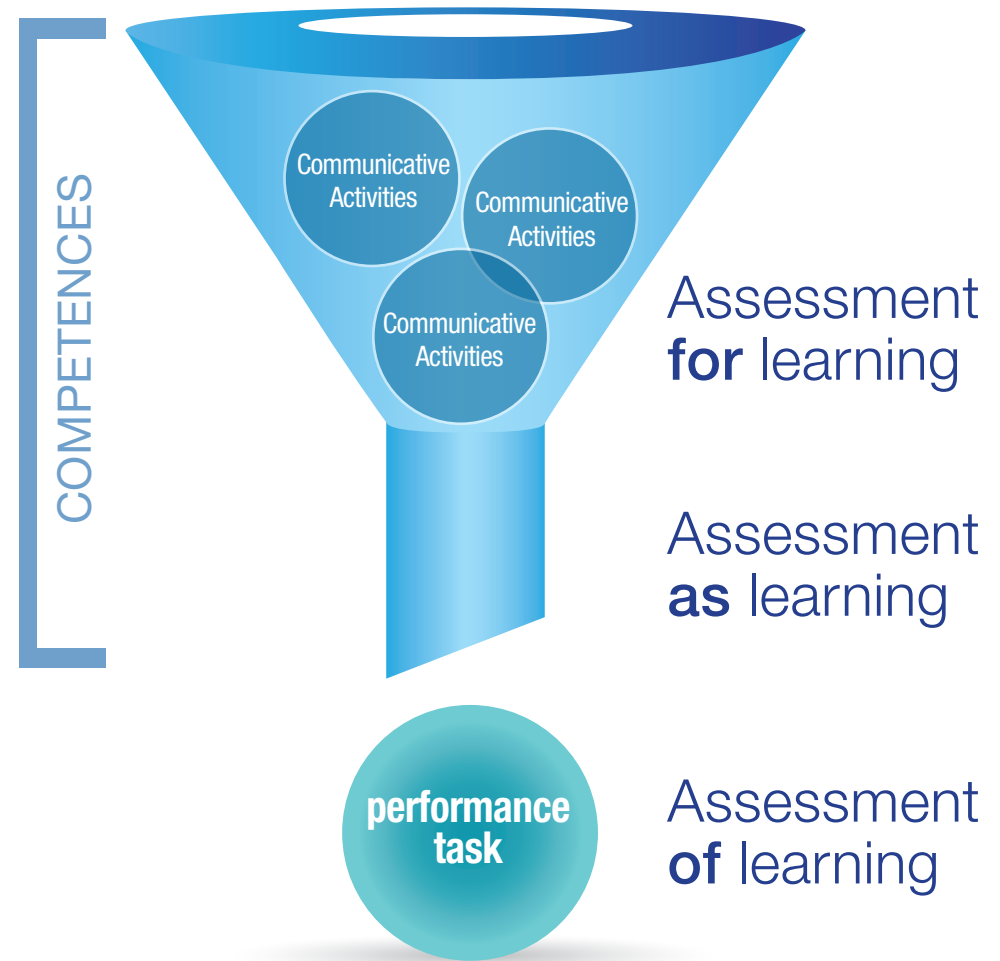 COMPETENCES
Communicative
Activities
Communicative
Activities
Communicative
Activities
Assessment
for learning
Assessment
as learning
performance
task
Assessment
of learning